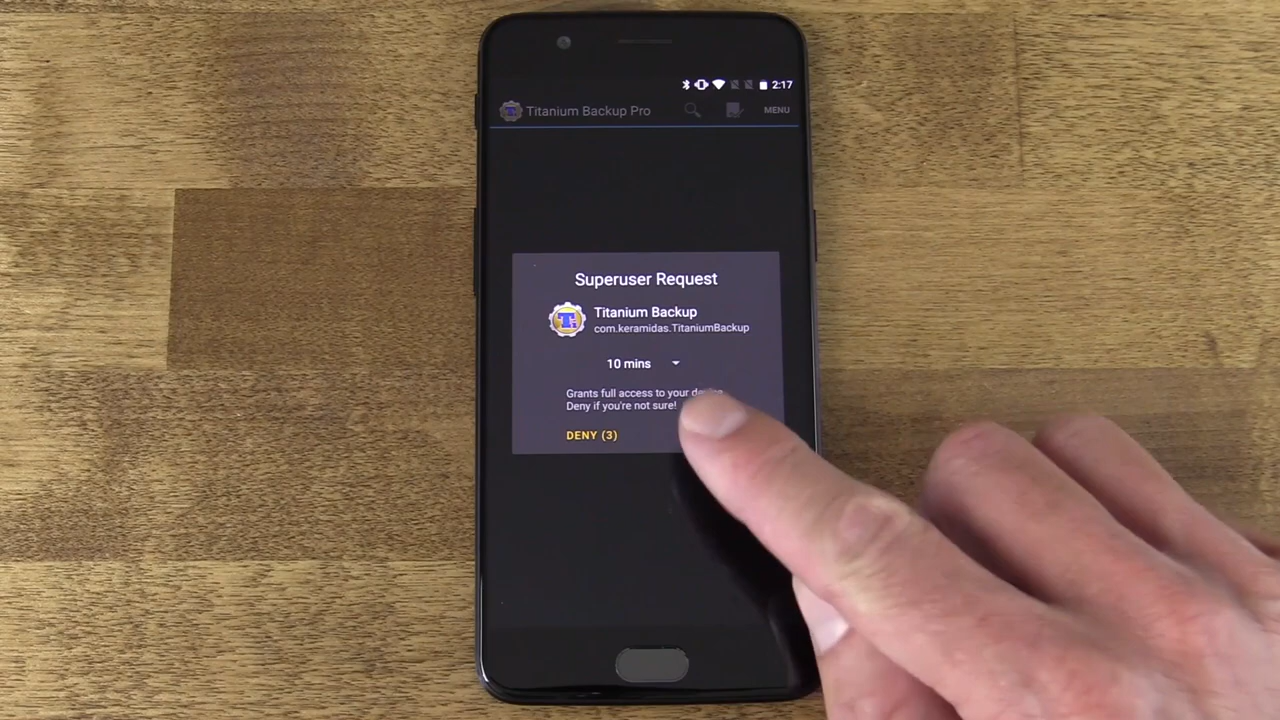 2:17
Titanium Backup Pro
MENU
Superuser Request
Titanium Backup
com.keramidas.TitaniumBackup
10 mins
Grants full access to your device.
Deny if you're not sure!
DENY (3)